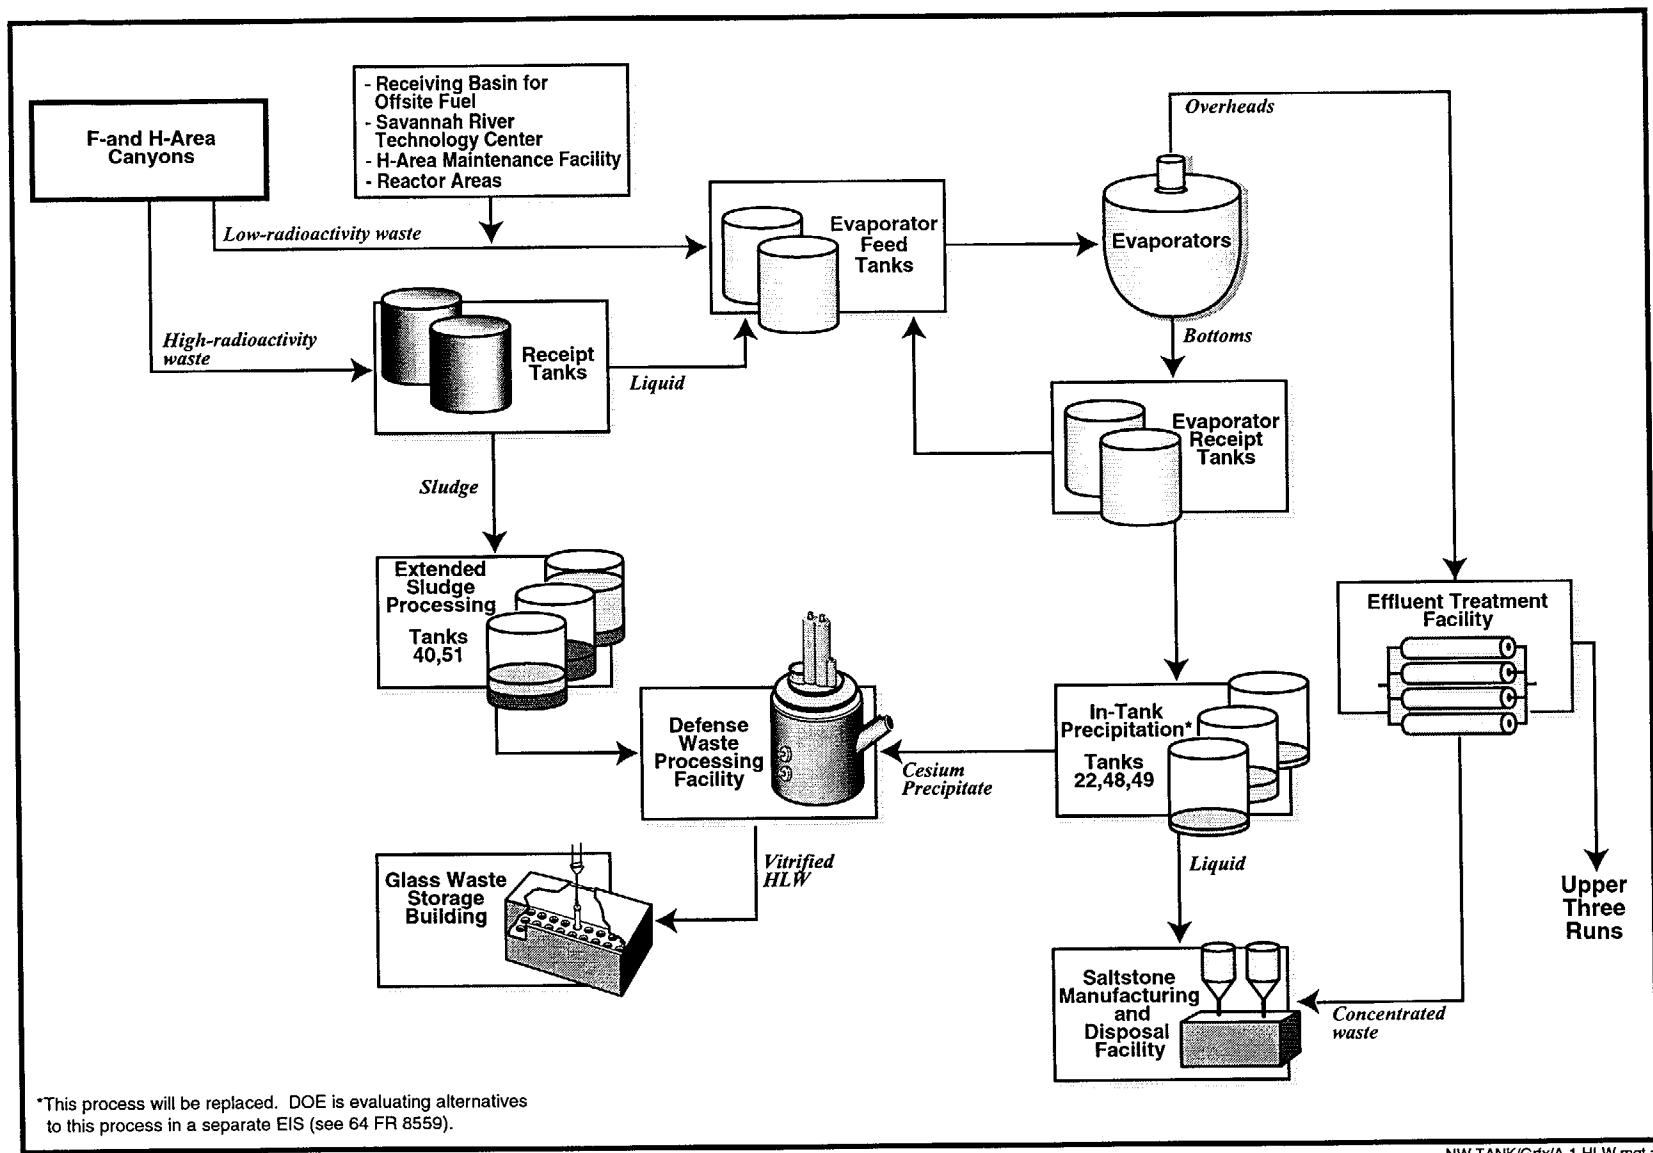 - Receiving Basin for
Offsite Fuel
- Savannah River
Technology Center
- H-Area Maintenance Facility
- Reactor Areas
F-and H-Area
Canyons
Overheads
Low-radioactivity waste
Evaporator
Feed
Tanks
Evaporators
High-radioactivity
waste
Receipt
Tanks
Liquid
Bottoms
Evaporator
Receipt
Tanks
Sludge
Extended
Sludge
Processing
Tanks
40,51
Effluent Treatment
Facility
Defense
Waste
Processing
Facility
Cesium
Precipitate
In-Tank
Precipitation*
Tanks
22,48,49
Vitrified
HLW
Liquid
Glass Waste
Storage
Building
Upper
Three
Runs
Saltstone
Manufacturing
and
Disposal
Facility
Concentrated
waste
*This process will be replaced. DOE is evaluating alternatives
to this process in a separate EIS (see 64 FR 8559).